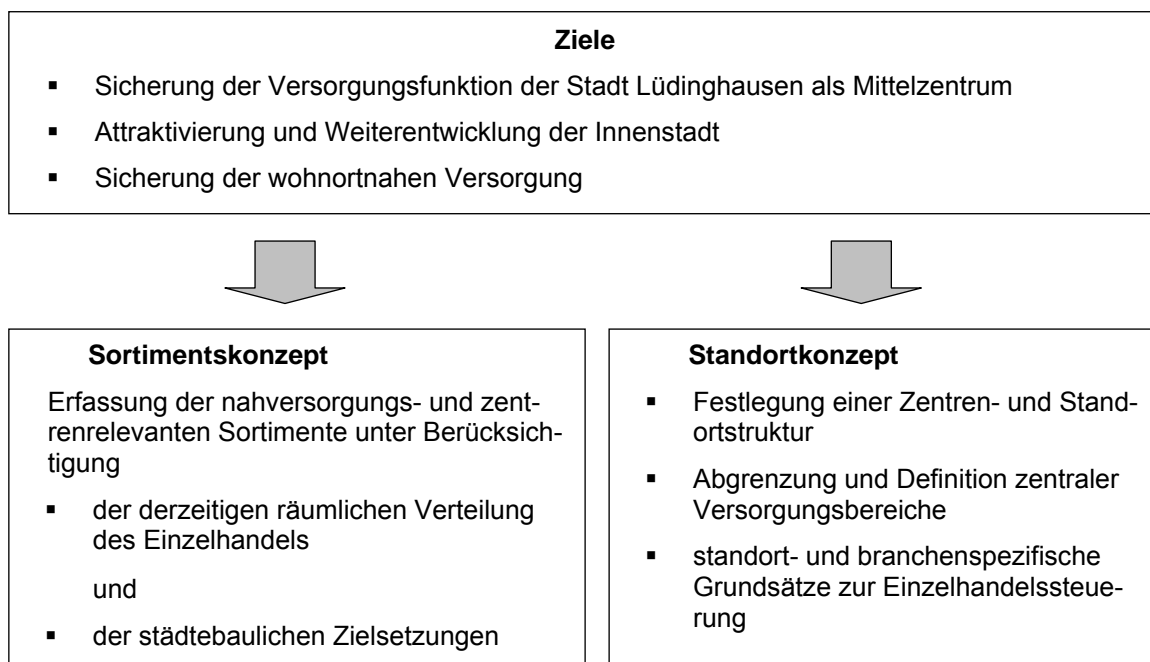 Ziele
▪ Sicherung der Versorgungsfunktion der Stadt Lüdinghausen als Mittelzentrum
▪ Attraktivierung und Weiterentwicklung der Innenstadt
▪ Sicherung der wohnortnahen Versorgung
Sortimentskonzept
Erfassung der nahversorgungs- und zent-
renrelevanten Sortimente unter Berücksich-
tigung
▪ der derzeitigen räumlichen Verteilung
des Einzelhandels
und
▪ der städtebaulichen Zielsetzungen
Standortkonzept
▪ Festlegung einer Zentren- und Stand-
ortstruktur
▪ Abgrenzung und Definition zentraler
Versorgungsbereiche
▪ standort- und branchenspezifische
Grundsätze zur Einzelhandelssteue-
rung